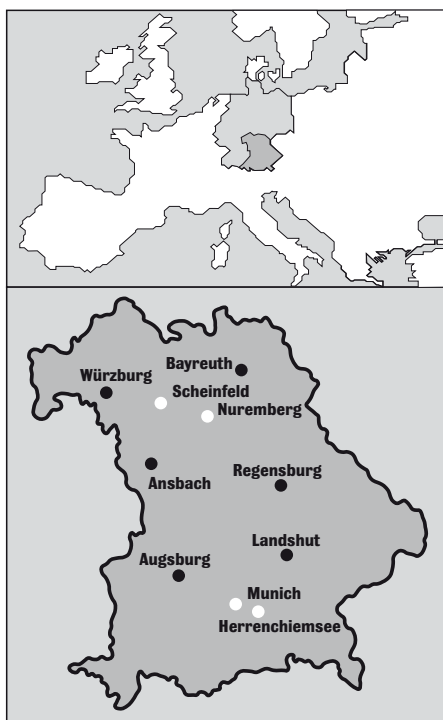 Bayreuth
Würzburg
Scheinfeld
Nuremberg
Ansbach
Regensburg
Landshut
Augsburg
Munich
Herrenchiemsee